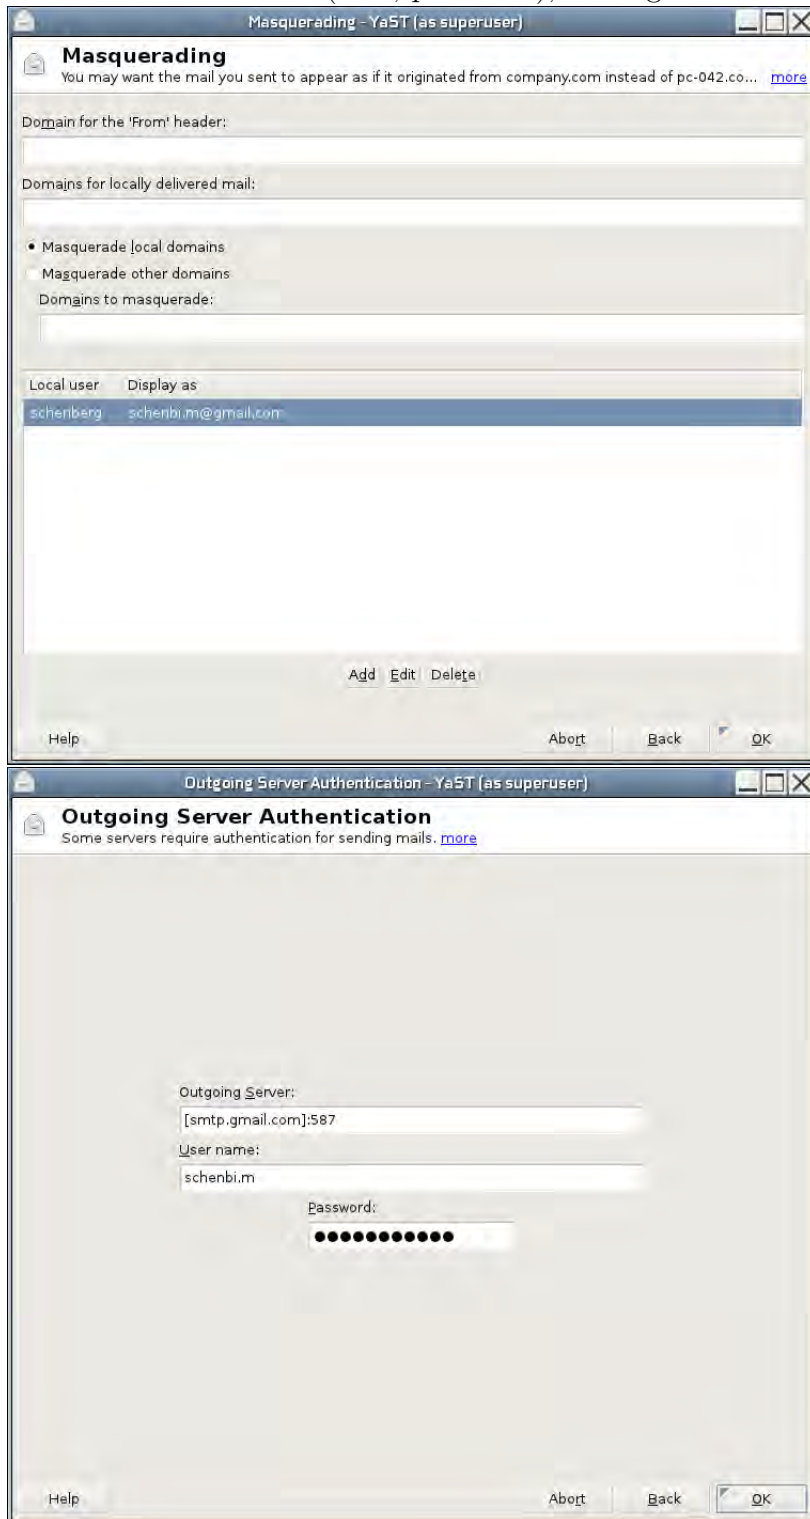 Masquerading - YaST (as superuser)
Masquerading
You may want the mail you sent to appear as if it originated from company.com instead of pc-042.co... more
Domain for the 'From' header:
Domains for locally delivered mail:
Masquerade local domains
Masquerade other domains
Domains to masquerade:
Local user Display as
schenberg schenbi.m@gmail.com
Add Edit Delete
Help Abort Back OK
Outgoing Server Authentication - YaST (as superuser)
Outgoing Server Authentication
Some servers require authentication for sending mails. more
Outgoing Server:
[smtp.gmail.com]:587
User name:
schenbi.m
Password:
●●●●●●●●●●●
Help Abort Back OK